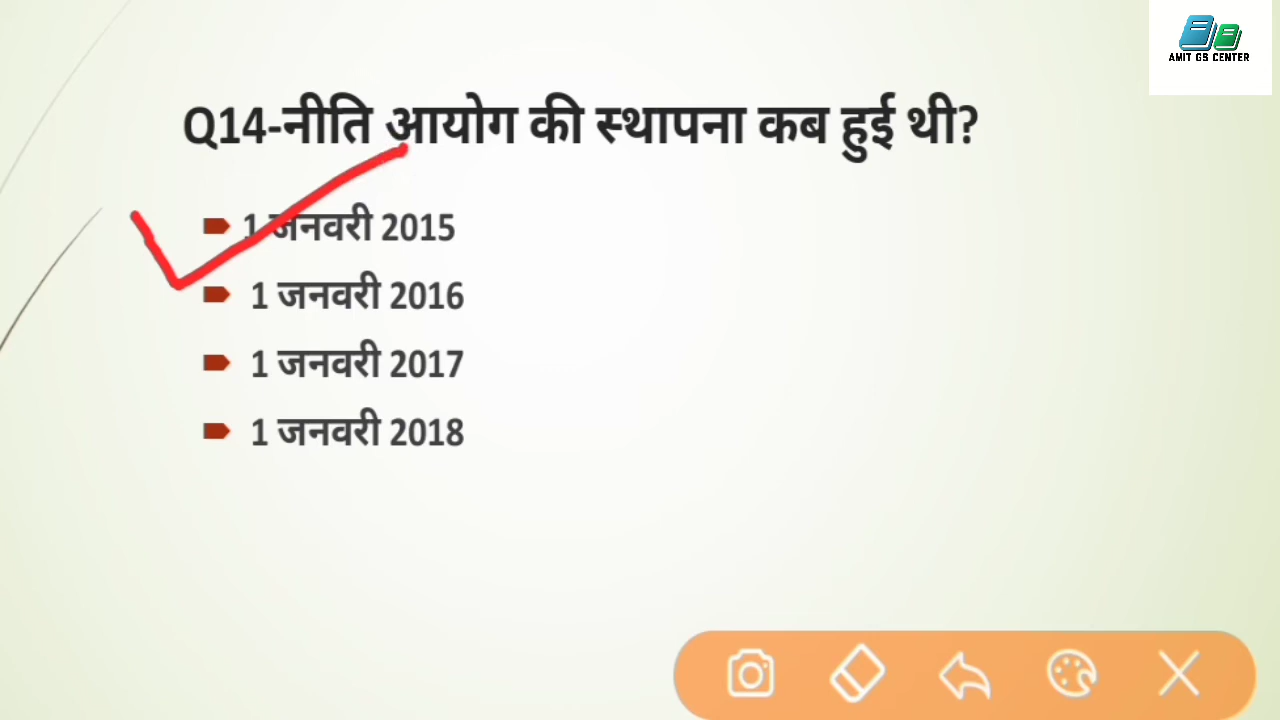 AMIT GS CENTER
Q14-नीति आयोग की स्थापना कब हुई थी?
1 जनवरी 2015
1 जनवरी 2016
1 जनवरी 2017
1 जनवरी 2018